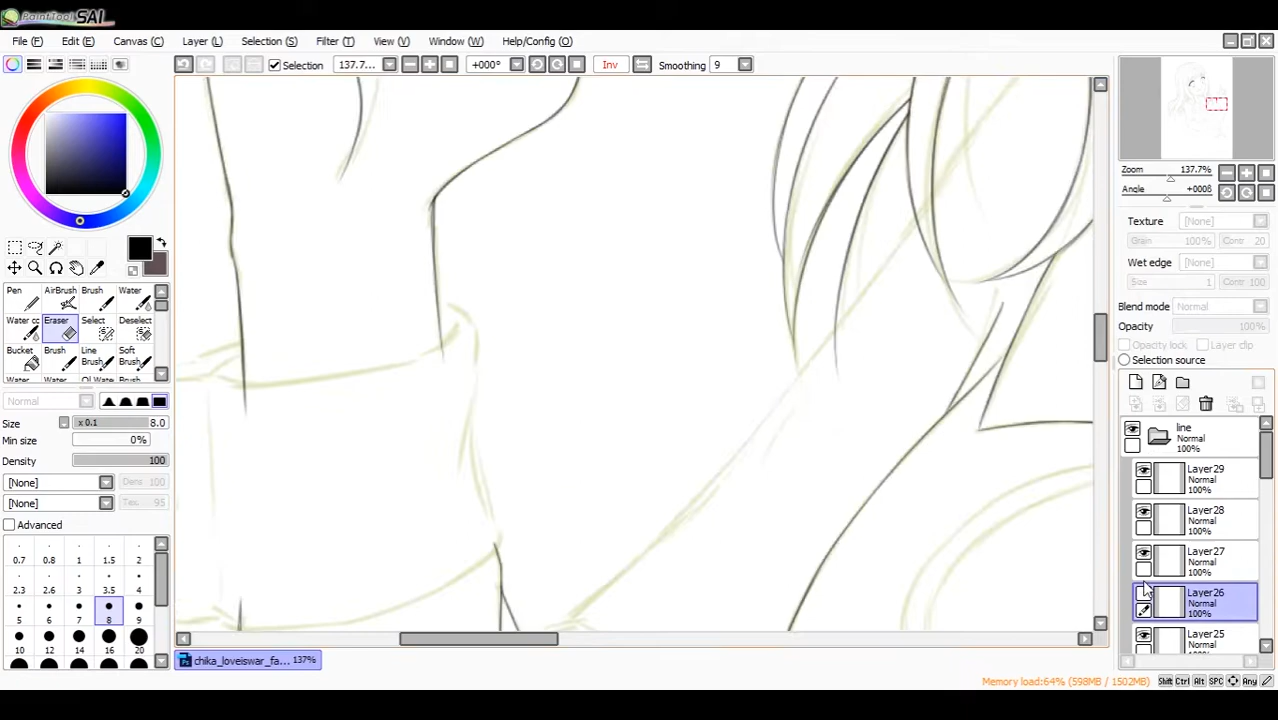 PaintTool SAI
File (F) Edit (E) Canvas (C) Layer (L) Selection (S) Filter (T) View (V) Window (W) Help/Config (O)
Selection 137.7... +000° Inv Smoothing 9
Zoom 137.7%
Angle +000ß
Texture [None]
Grain 100% Contr 20
Wet edge [None]
Size 1 Contr 100
Blend mode Normal
Opacity 100%
Opacity lock Layer clip
Selection source
line
Normal
100%
Layer29
Normal
100%
Layer28
Normal
100%
Layer27
Normal
100%
Layer26
Normal
100%
Layer25
Normal
Pen AirBrush Brush Water
Water cc Eraser Select Deselect
Bucket Brush Line Brush Soft Brush
Water Oil Water
Normal
Size x 0.1 8.0
Min size 0%
Density 100
[None] Dens 100
[None] Tex 95
Advanced
0.7 0.8 1 1.5 2
2.3 2.6 3 3.5 4
5 6 7 8 9
10 12 14 16 20
chika_loveiswar_fa... 137%
Memory load:64% (598MB / 1502MB) Shift Ctrl Alt SPC Any